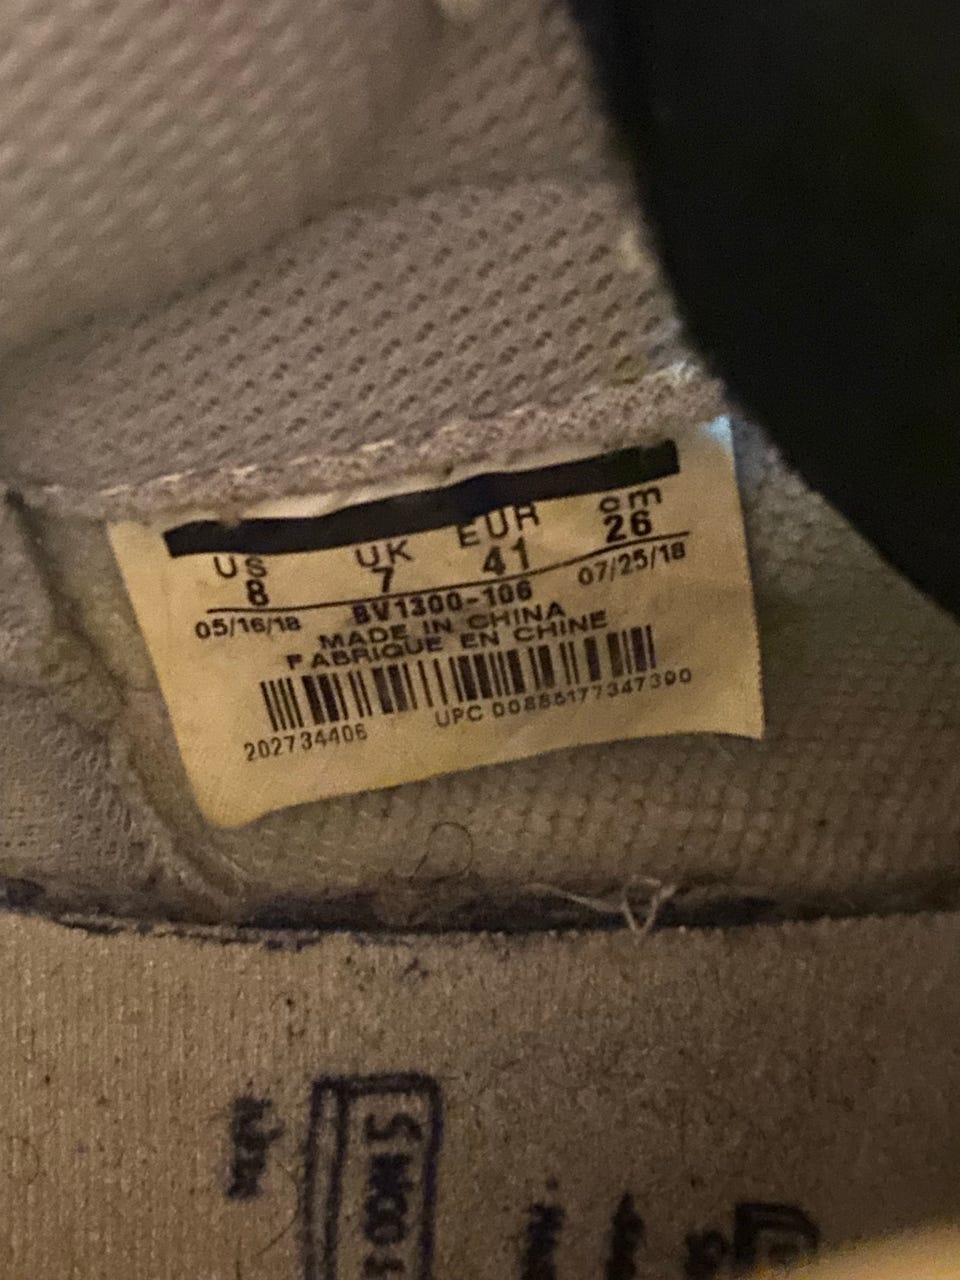 US UK EUR cm
8 7 41 26
05/16/18 07/25/18
BV1300-106
MADE IN CHINA
FABRIQUE EN CHINE
202734406 UPC 00885177347390